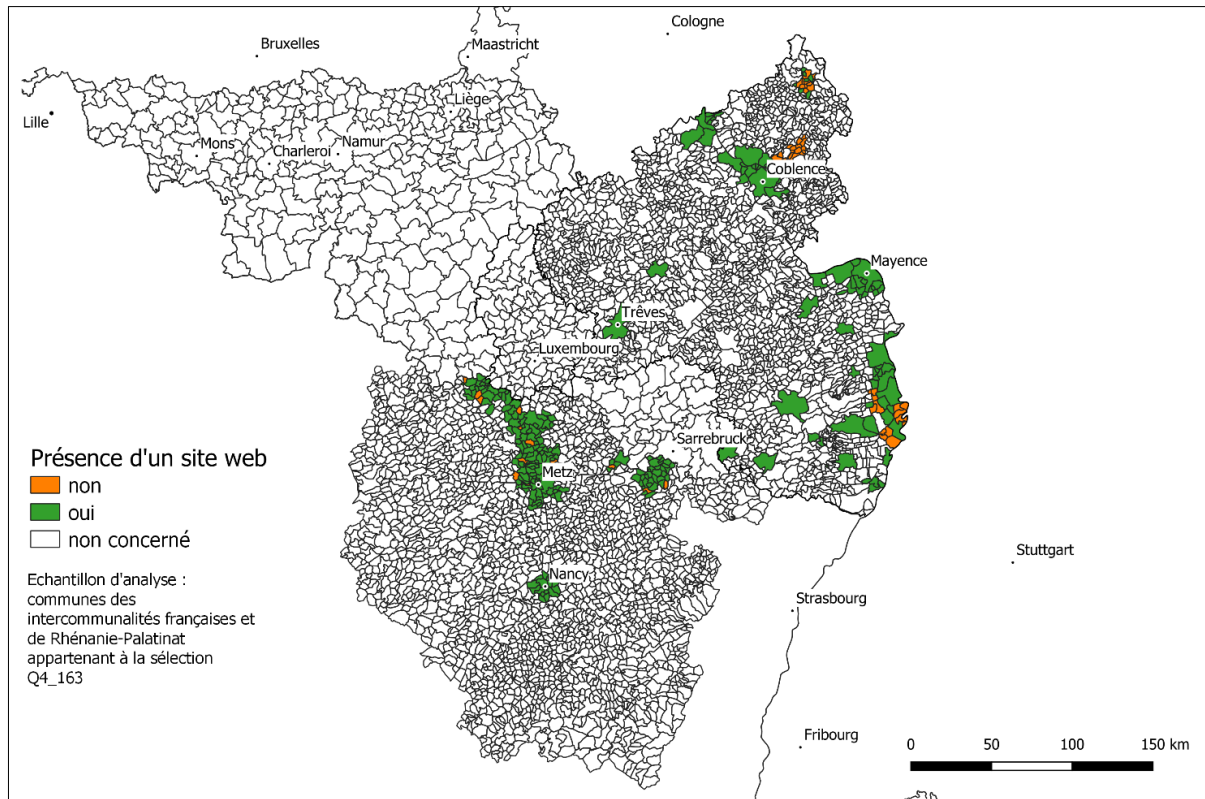 Cologne
Bruxelles
Maastricht
Liège
Lille
Mons
Charleroi
Namur
Coblence
Mayence
Trêves
Luxembourg
Sarrebruck
Metz
Nancy
Stuttgart
Strasbourg
Fribourg
Présence d'un site web
non
oui
non concerné
Echantillon d'analyse :
communes des
intercommunalités françaises et
de Rhénanie-Palatinat
appartenant à la sélection
Q4_163
0 50 100 150 km